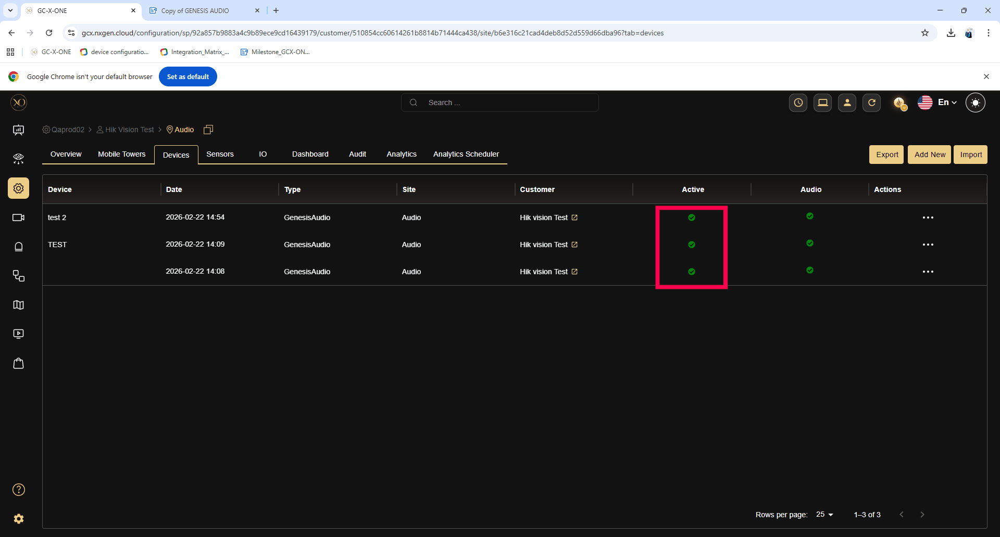 GC-X-ONE
Copy of GENESIS AUDIO
gcx.nxgen.cloud/configuration/sp/92a857b9883a4c9b89ece9cd16439179/customer/510854cc60614261b8814b71444ca438/site/b6e316c21cad4deb8d52d559d66dba96?tab=devices
GC-X-ONE
device configuratio...
Integration_Matrix_...
Milestone_GCX-ON...
Google Chrome isn't your default browser
Set as default
XO
Search ...
En
Qaprod02 > Hik Vision Test > Audio
Overview
Mobile Towers
Devices
Sensors
IO
Dashboard
Audit
Analytics
Analytics Scheduler
Export
Add New
Import
Device Date Type Site Customer Active Audio Actions
test 2 2026-02-22 14:54 GenesisAudio Audio Hik vision Test
TEST 2026-02-22 14:09 GenesisAudio Audio Hik vision Test
2026-02-22 14:08 GenesisAudio Audio Hik vision Test
Rows per page: 25 1–3 of 3